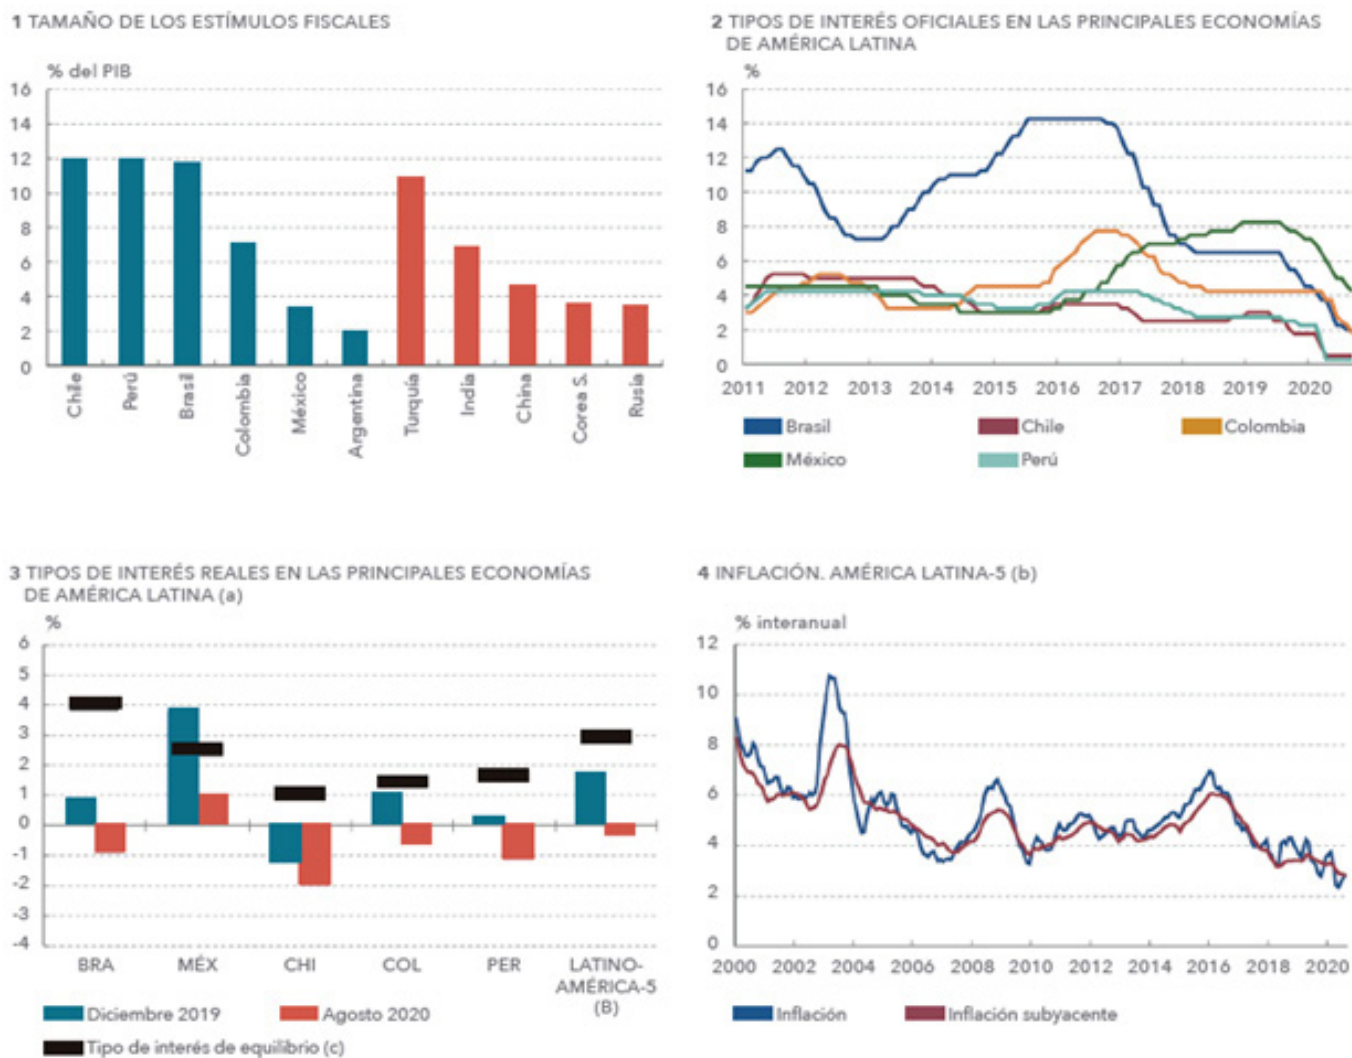 1 TAMAÑO DE LOS ESTÍMULOS FISCALES
% del PIB
16
14
12
10
8
6
4
2
0
Chile
Perú
Brasil
Colombia
México
Argentina
Turquía
India
China
Corea S.
Rusia
2 TIPOS DE INTERÉS OFICIALES EN LAS PRINCIPALES ECONOMÍAS
DE AMÉRICA LATINA
%
16
14
12
10
8
6
4
2
0
2011 2012 2013 2014 2015 2016 2017 2018 2019 2020
Brasil Chile Colombia
México Perú
3 TIPOS DE INTERÉS REALES EN LAS PRINCIPALES ECONOMÍAS
DE AMÉRICA LATINA (a)
%
6
5
4
3
2
1
0
-1
-2
-3
-4
BRA MÉX CHI COL PER LATINO-
AMÉRICA-5
(B)
Diciembre 2019 Agosto 2020
Tipo de interés de equilibrio (c)
4 INFLACIÓN. AMÉRICA LATINA-5 (b)
% interanual
12
10
8
6
4
2
0
2000 2002 2004 2006 2008 2010 2012 2014 2016 2018 2020
Inflación Inflación subyacente